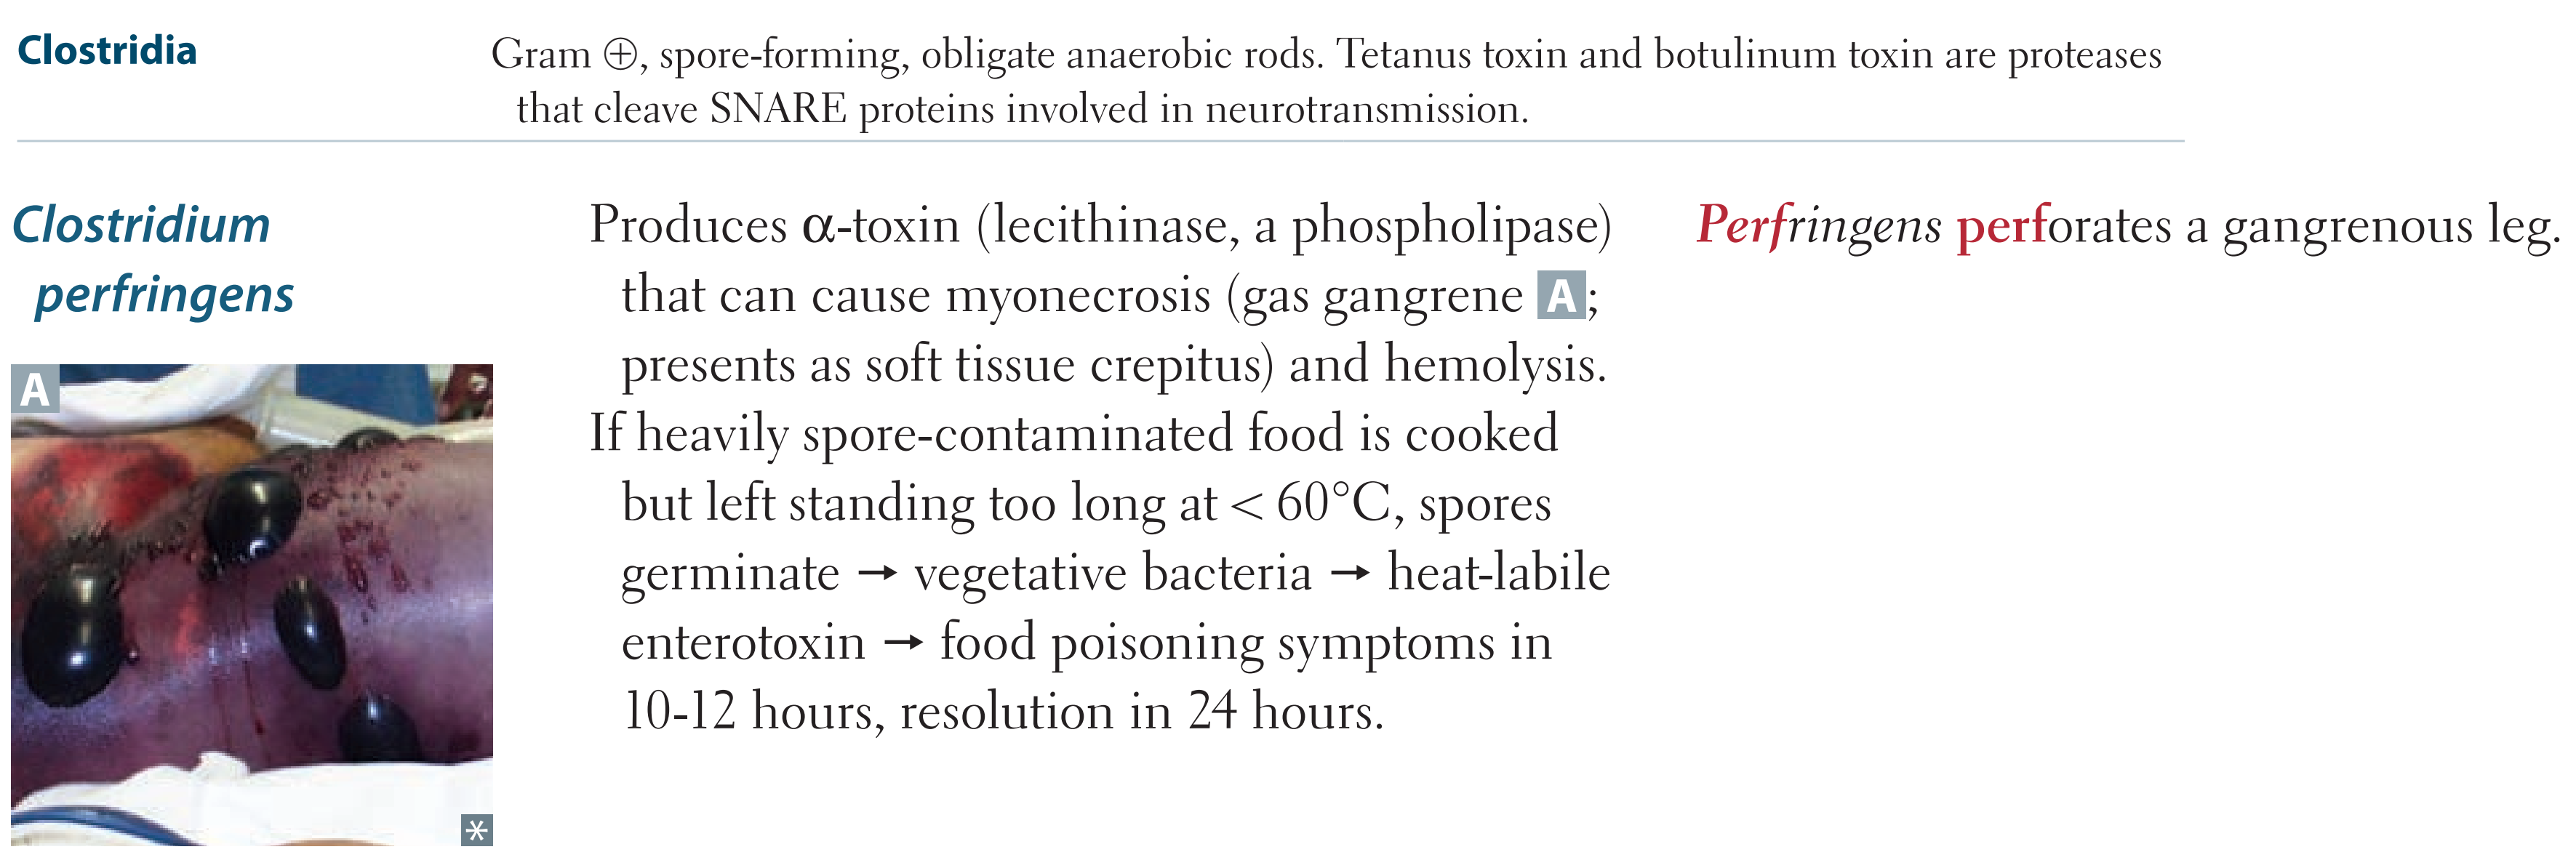 Clostridia
Gram ⊕, spore-forming, obligate anaerobic rods. Tetanus toxin and botulinum toxin are proteases
that cleave SNARE proteins involved in neurotransmission.
Clostridium
perfringens
A
*
Produces α-toxin (lecithinase, a phospholipase)
that can cause myonecrosis (gas gangrene A;
presents as soft tissue crepitus) and hemolysis.
If heavily spore-contaminated food is cooked
but left standing too long at < 60°C, spores
germinate → vegetative bacteria → heat-labile
enterotoxin → food poisoning symptoms in
10-12 hours, resolution in 24 hours.
Perfringens perforates a gangrenous leg.